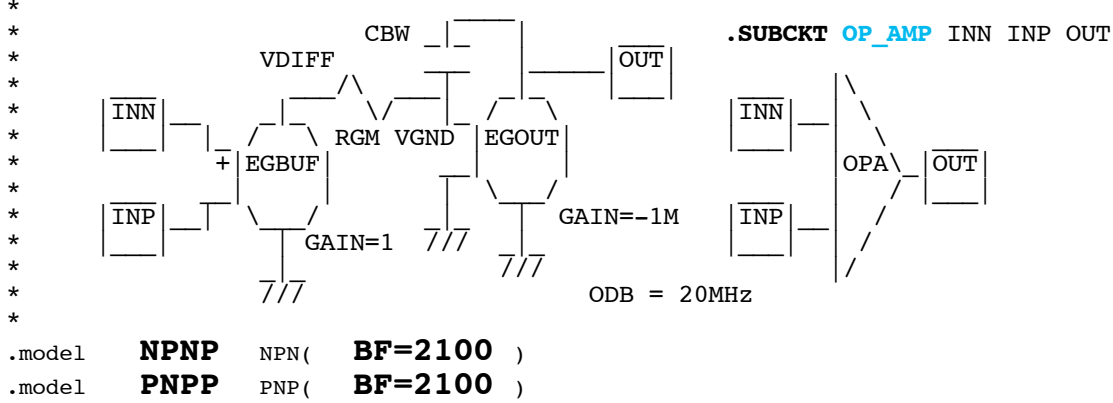 *
* CBW .SUBCKT OP_AMP INN INP OUT
* VDIFF OUT
*
* INN RGM VGND EGOUT INN
* + EGBUF OPA OUT
*
* INP GAIN=-1M INP
* GAIN=1 ///
* ///
* /// ODB = 20MHz
*
.model NPNP NPN( BF=2100 )
.model PNPP PNP( BF=2100 )